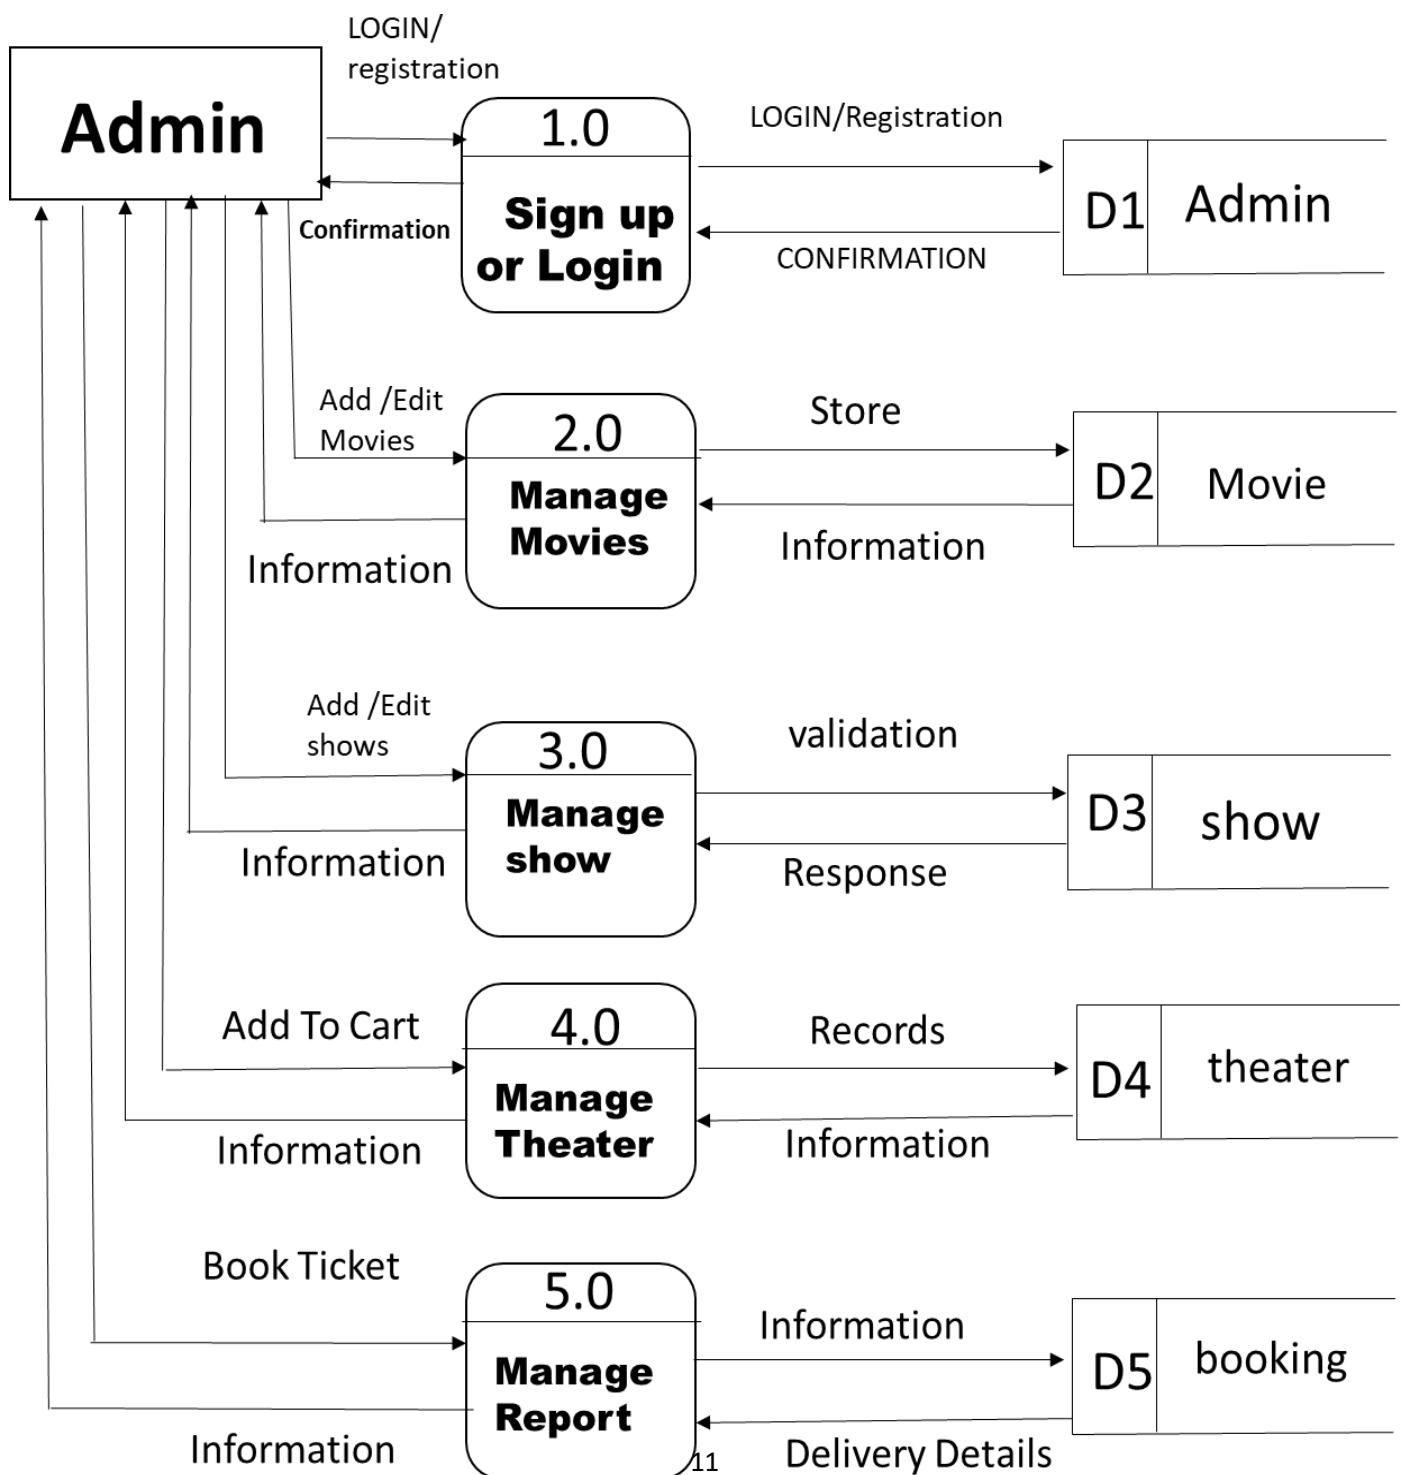 LOGIN/
registration
Admin
1.0
Sign up
or Login
Confirmation
LOGIN/Registration
CONFIRMATION
D1
Admin
Add /Edit
Movies
2.0
Manage
Movies
Information
Store
Information
D2
Movie
Add /Edit
shows
3.0
Manage
show
Information
validation
Response
D3
show
Add To Cart
4.0
Manage
Theater
Information
Records
Information
D4
theater
Book Ticket
5.0
Manage
Report
Information
Information
Delivery Details
D5
booking
11